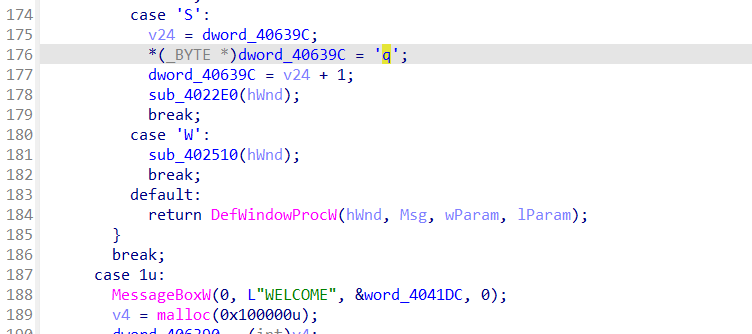 174 case 'S':
175 v24 = dword_40639C;
176 *(_BYTE *)dword_40639C = 'q';
177 dword_40639C = v24 + 1;
178 sub_4022E0(hWnd);
179 break;
180 case 'W':
181 sub_402510(hWnd);
182 break;
183 default:
184 return DefWindowProcW(hWnd, Msg, wParam, lParam);
185 }
186 break;
187 case 1u:
188 MessageBoxW(0, L"WELCOME", &word_4041DC, 0);
189 v4 = malloc(0x100000u);